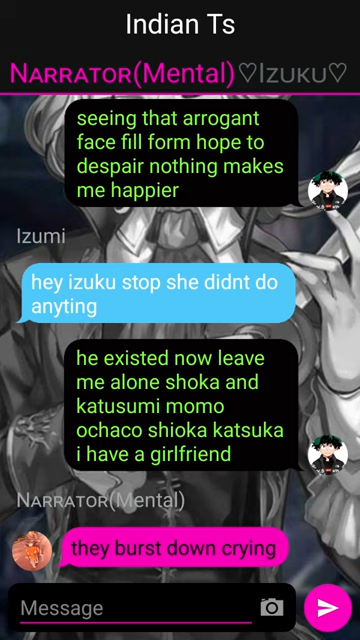 Indian Ts
Narrator(Mental)♡Izuku♡
seeing that arrogant
face fill form hope to
despair nothing makes
me happier
Izumi
hey izuku stop she didnt do
anyting
he existed now leave
me alone shoka and
katusumi momo
ochaco shioka katsuka
i have a girlfriend
Narrator(Mental)
they burst down crying
Message